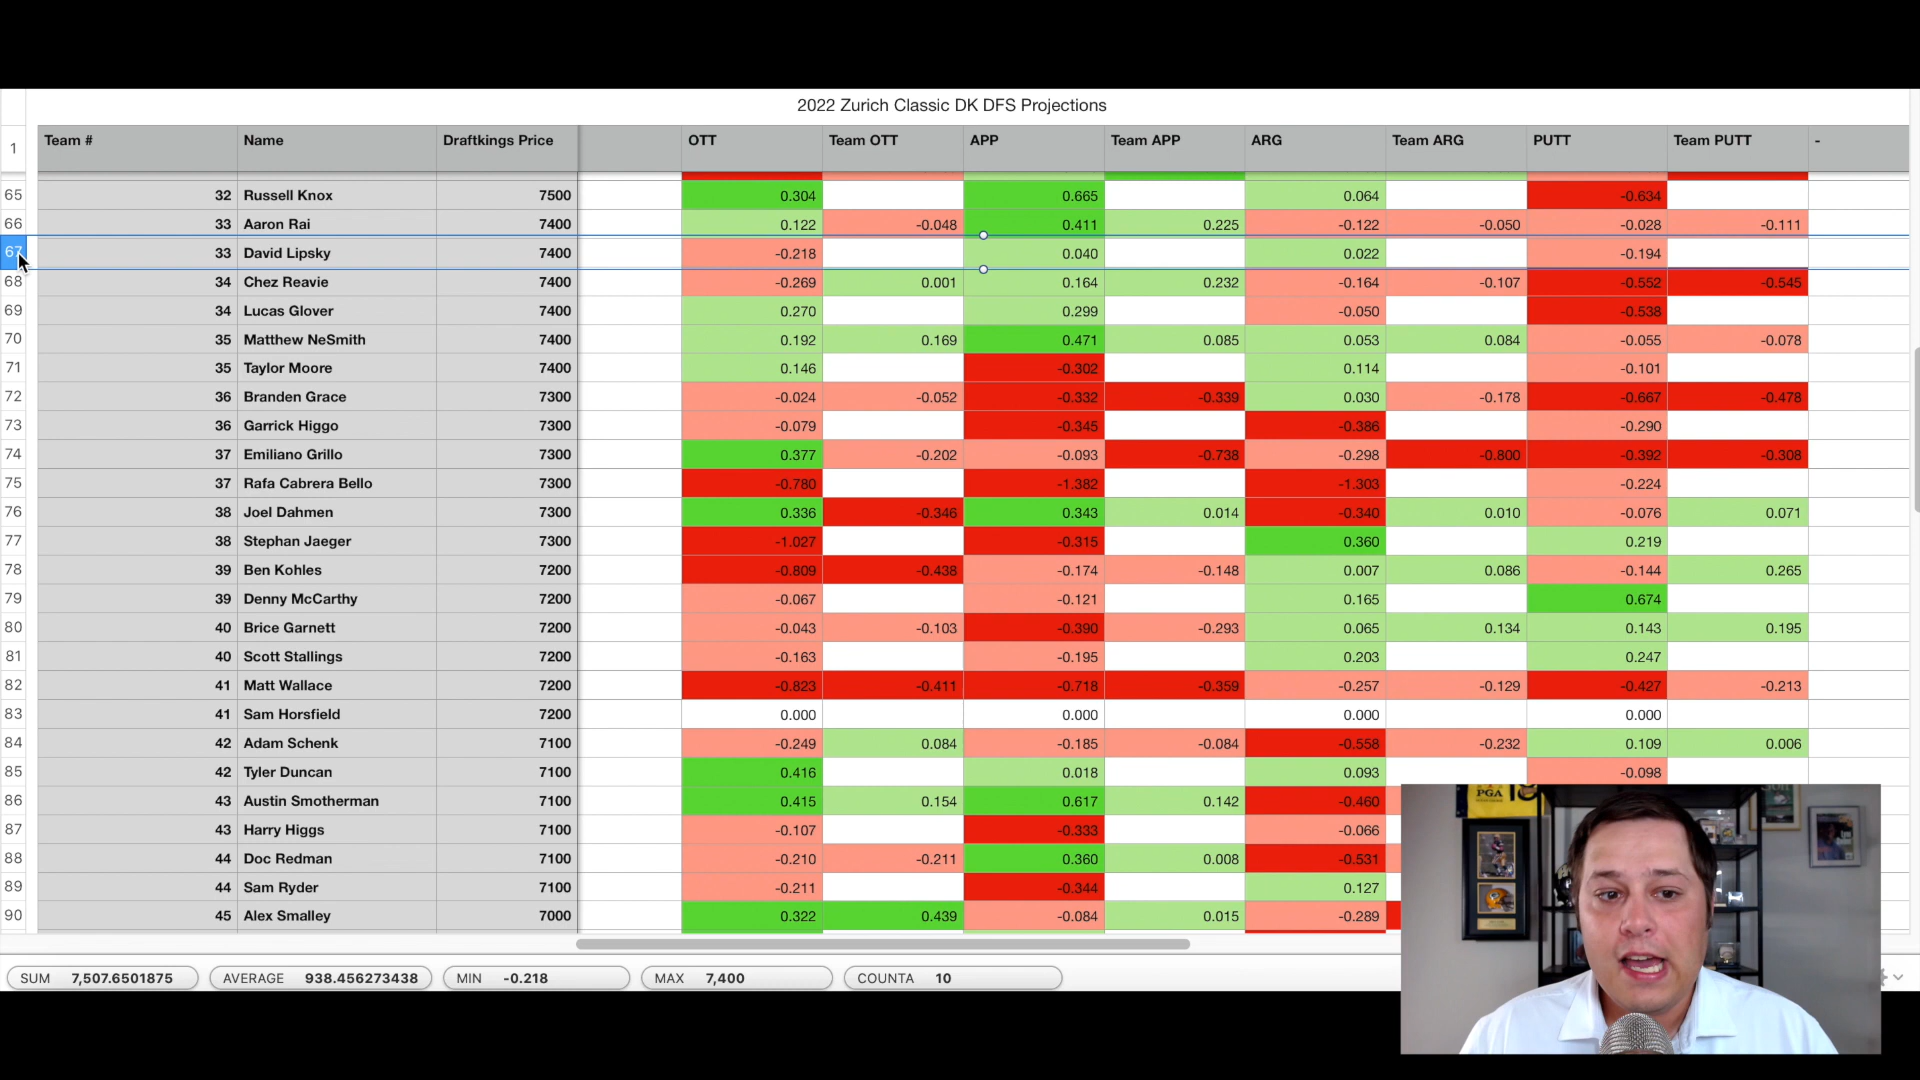 2022 Zurich Classic DK DFS Projections
1 Team # Name Draftkings Price OTT Team OTT APP Team APP ARG Team ARG PUTT Team PUTT -
65 32 Russell Knox 7500 0.304 0.665 0.064 -0.634
66 33 Aaron Rai 7400 0.122 -0.048 0.411 0.225 -0.122 -0.050 -0.028 -0.111
67 33 David Lipsky 7400 -0.218 0.040 0.022 -0.194
68 34 Chez Reavie 7400 -0.269 0.001 0.164 0.232 -0.164 -0.107 -0.552 -0.545
69 34 Lucas Glover 7400 0.270 0.299 -0.050 -0.538
70 35 Matthew NeSmith 7400 0.192 0.169 0.471 0.085 0.053 0.084 -0.055 -0.078
71 35 Taylor Moore 7400 0.146 -0.302 0.114 -0.101
72 36 Branden Grace 7300 -0.024 -0.052 -0.332 -0.339 0.030 -0.178 -0.667 -0.478
73 36 Garrick Higgo 7300 -0.079 -0.345 -0.386 -0.290
74 37 Emiliano Grillo 7300 0.377 -0.202 -0.093 -0.738 -0.298 -0.800 -0.392 -0.308
75 37 Rafa Cabrera Bello 7300 -0.780 -1.382 -1.303 -0.224
76 38 Joel Dahmen 7300 0.336 -0.346 0.343 0.014 -0.340 0.010 -0.076 0.071
77 38 Stephan Jaeger 7300 -1.027 -0.315 0.360 0.219
78 39 Ben Kohles 7200 -0.809 -0.438 -0.174 -0.148 0.007 0.086 -0.144 0.265
79 39 Denny McCarthy 7200 -0.067 -0.121 0.165 0.674
80 40 Brice Garnett 7200 -0.043 -0.103 -0.390 -0.293 0.065 0.134 0.143 0.195
81 40 Scott Stallings 7200 -0.163 -0.195 0.203 0.247
82 41 Matt Wallace 7200 -0.823 -0.411 -0.718 -0.359 -0.257 -0.129 -0.427 -0.213
83 41 Sam Horsfield 7200 0.000 0.000 0.000 0.000
84 42 Adam Schenk 7100 -0.249 0.084 -0.185 -0.084 -0.558 -0.232 0.109 0.006
85 42 Tyler Duncan 7100 0.416 0.018 0.093 -0.098
86 43 Austin Smotherman 7100 0.415 0.154 0.617 0.142 -0.460
87 43 Harry Higgs 7100 -0.107 -0.333 -0.066
88 44 Doc Redman 7100 -0.210 -0.211 0.360 0.008 -0.531
89 44 Sam Ryder 7100 -0.211 -0.344 0.127
90 45 Alex Smalley 7000 0.322 0.439 -0.084 0.015 -0.289
SUM 7,507.6501875 AVERAGE 938.456273438 MIN -0.218 MAX 7,400 COUNTA 10
PGA